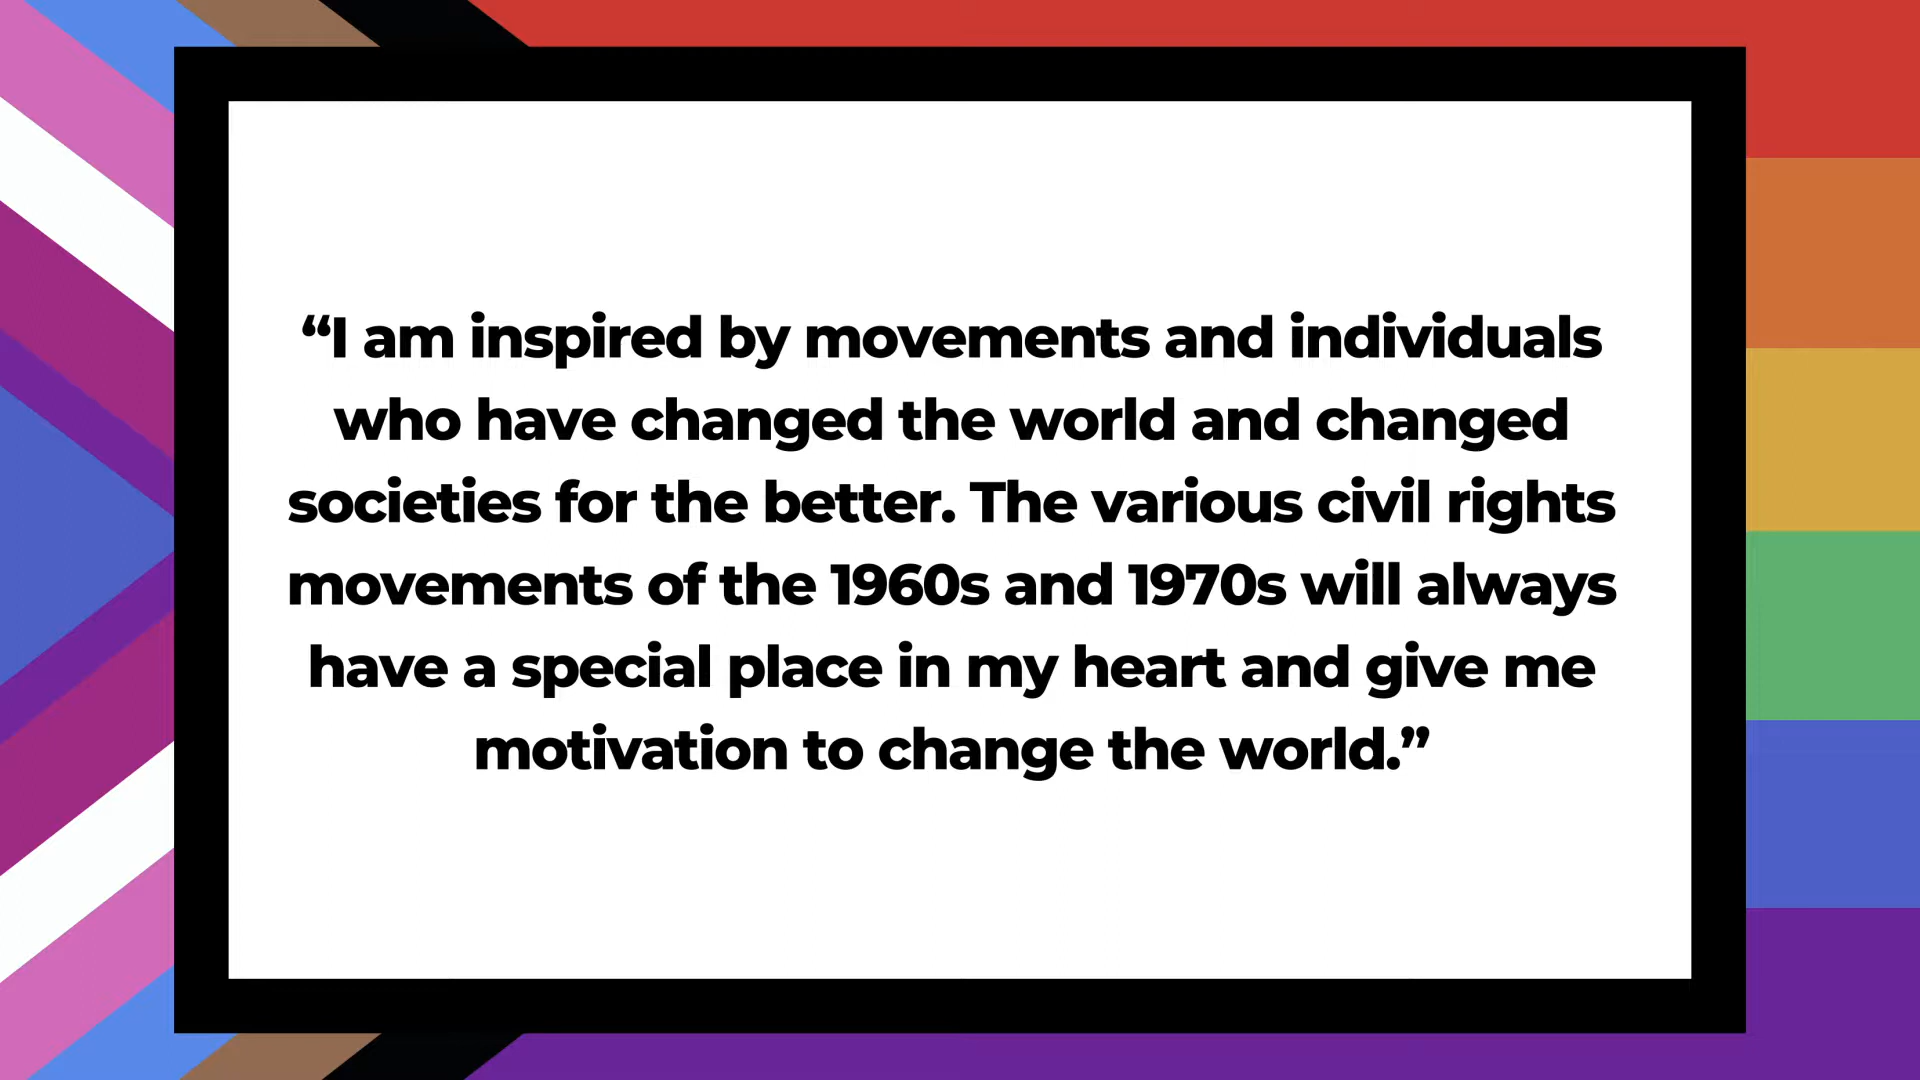 “I am inspired by movements and individuals
who have changed the world and changed
societies for the better. The various civil rights
movements of the 1960s and 1970s will always
have a special place in my heart and give me
motivation to change the world.”